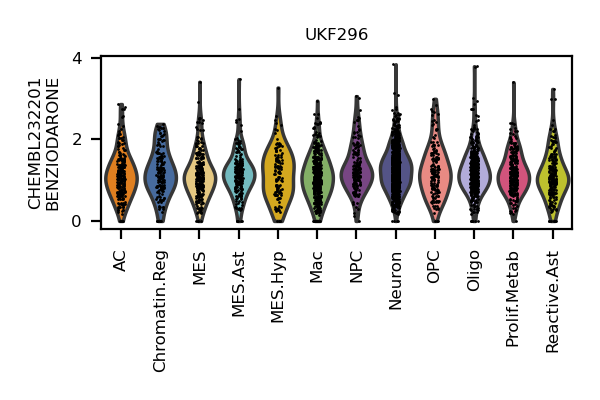 UKF296
CHEMBL232201
BENZIODARONE
4
2
0
AC
Chromatin.Reg
MES
MES.Ast
MES.Hyp
Mac
NPC
Neuron
OPC
Oligo
Prolif.Metab
Reactive.Ast